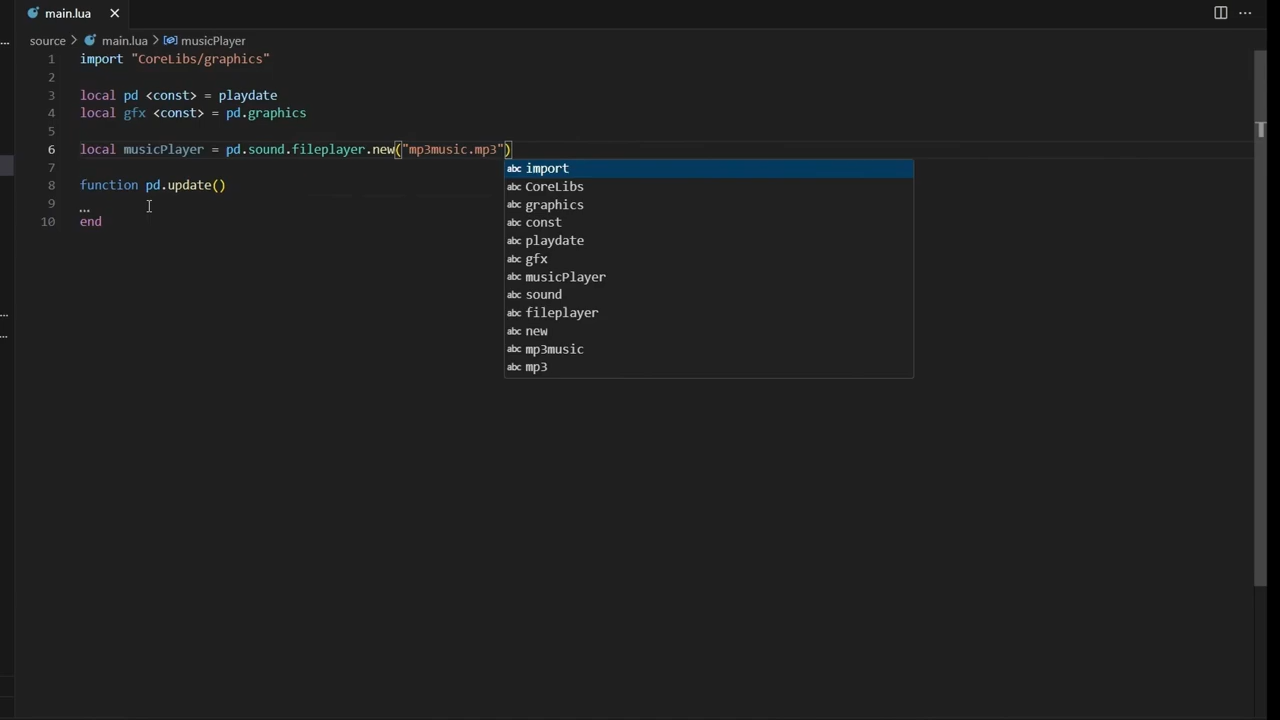 main.lua
source > main.lua > musicPlayer
1 import "CoreLibs/graphics"
2
3 local pd <const> = playdate
4 local gfx <const> = pd.graphics
5
6 local musicPlayer = pd.sound.fileplayer.new("mp3music.mp3")
7
8 function pd.update()
9 ...
10 end
abc import
abc CoreLibs
abc graphics
abc const
abc playdate
abc gfx
abc musicPlayer
abc sound
abc fileplayer
abc new
abc mp3music
abc mp3